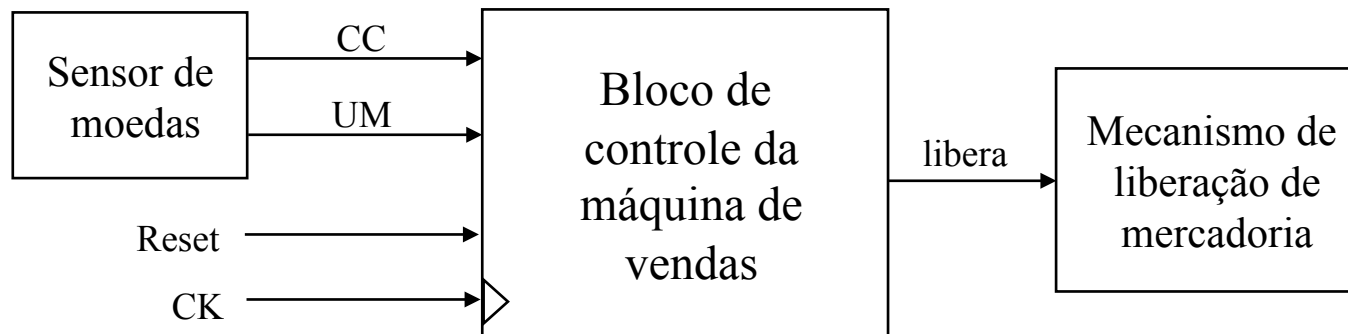 Sensor de
moedas
CC
UM
Reset
CK
Bloco de
controle da
máquina de
vendas
libera
Mecanismo de
liberação de
mercadoria